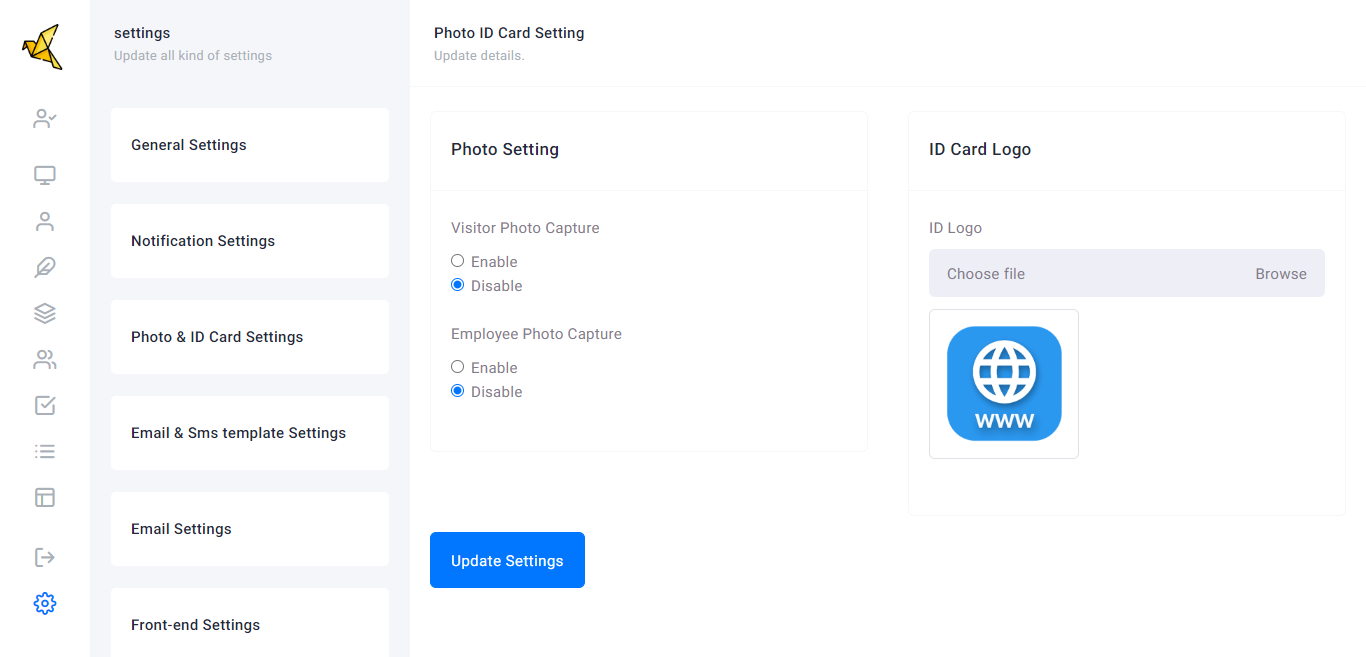 settings
Update all kind of settings
General Settings
Notification Settings
Photo & ID Card Settings
Email & Sms template Settings
Email Settings
Front-end Settings
Photo ID Card Setting
Update details.
Photo Setting
Visitor Photo Capture
Enable
Disable
Employee Photo Capture
Enable
Disable
ID Card Logo
ID Logo
Choose file Browse
WWW
Update Settings